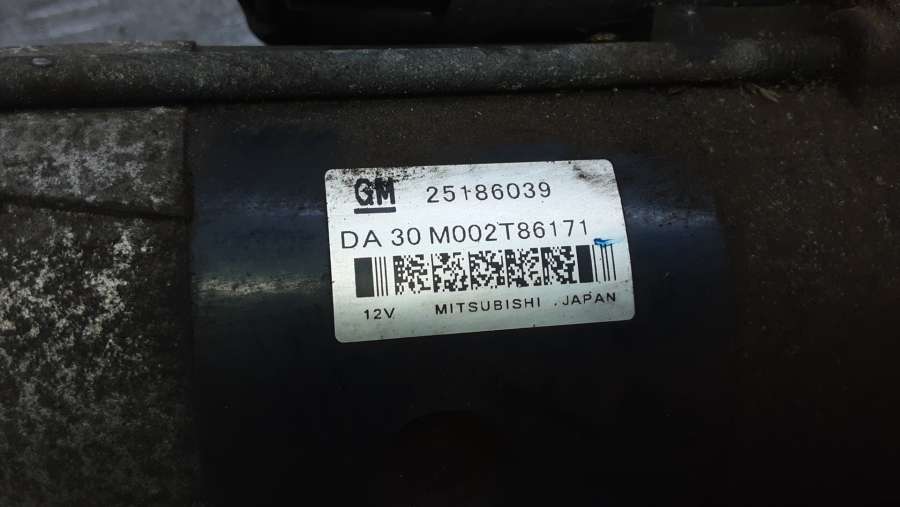 GM 25186039
DA 30 M002T86171
12V MITSUBISHI JAPAN